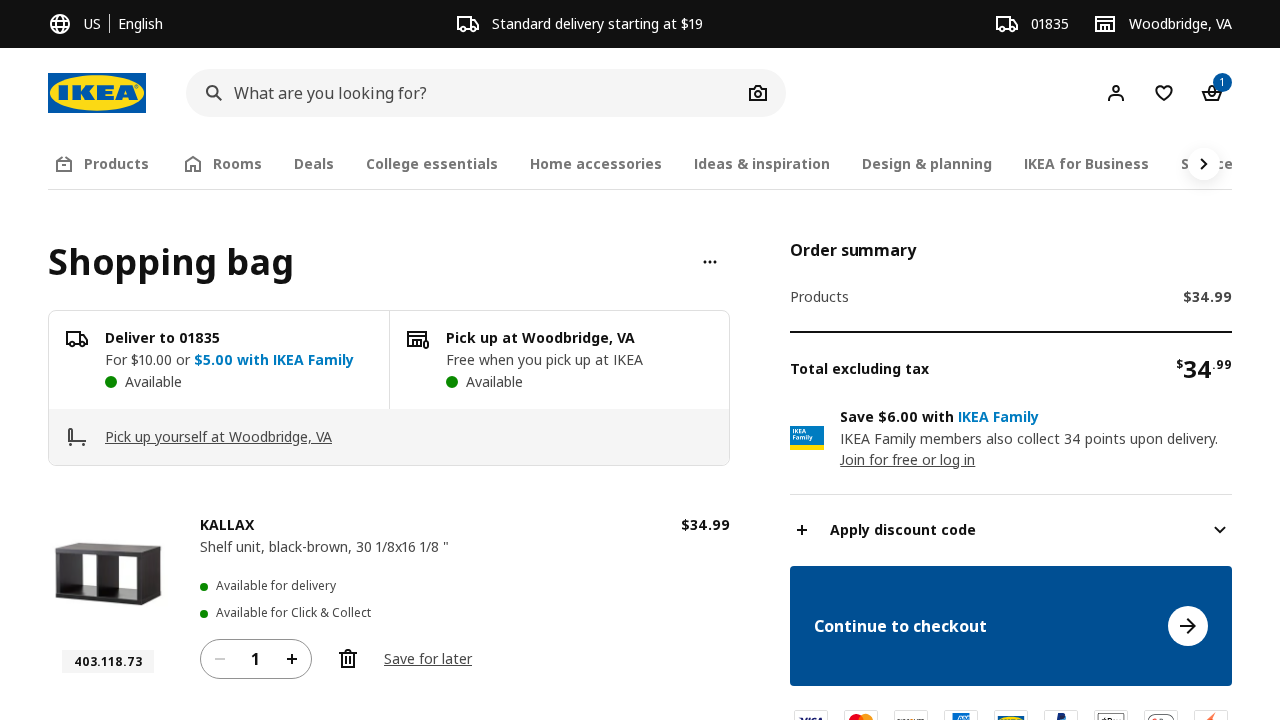 US
English
Standard delivery starting at $19
01835
Woodbridge, VA
IKEA
What are you looking for?
1
Products
Rooms
Deals
College essentials
Home accessories
Ideas & inspiration
Design & planning
IKEA for Business
Shopping bag
Deliver to 01835
For $10.00 or $5.00 with IKEA Family
Available
Pick up at Woodbridge, VA
Free when you pick up at IKEA
Available
Pick up yourself at Woodbridge, VA
KALLAX
$34.99
Shelf unit, black-brown, 30 1/8x16 1/8 "
Available for delivery
Available for Click & Collect
403.118.73
1
Save for later
Order summary
Products
$34.99
Total excluding tax
$34.99
IKEA
Family
Save $6.00 with IKEA Family
IKEA Family members also collect 34 points upon delivery.
Join for free or log in
Apply discount code
Continue to checkout
VISA